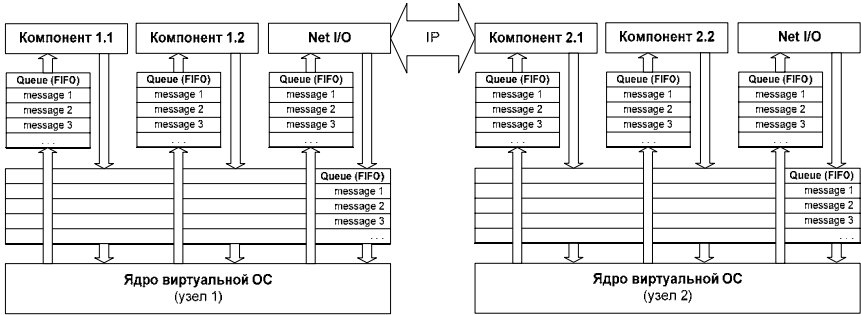 Компонент 1.1
Компонент 1.2
Net I/O
IP
Компонент 2.1
Компонент 2.2
Net I/O
Queue (FIFO)
message 1
message 2
message 3
. . .
Queue (FIFO)
message 1
message 2
message 3
. . .
Queue (FIFO)
message 1
message 2
message 3
. . .
Queue (FIFO)
message 1
message 2
message 3
. . .
Queue (FIFO)
message 1
message 2
message 3
. . .
Queue (FIFO)
message 1
message 2
message 3
. . .
Queue (FIFO)
message 1
message 2
message 3
. . .
Queue (FIFO)
message 1
message 2
message 3
. . .
Ядро виртуальной ОС
(узел 1)
Ядро виртуальной ОС
(узел 2)